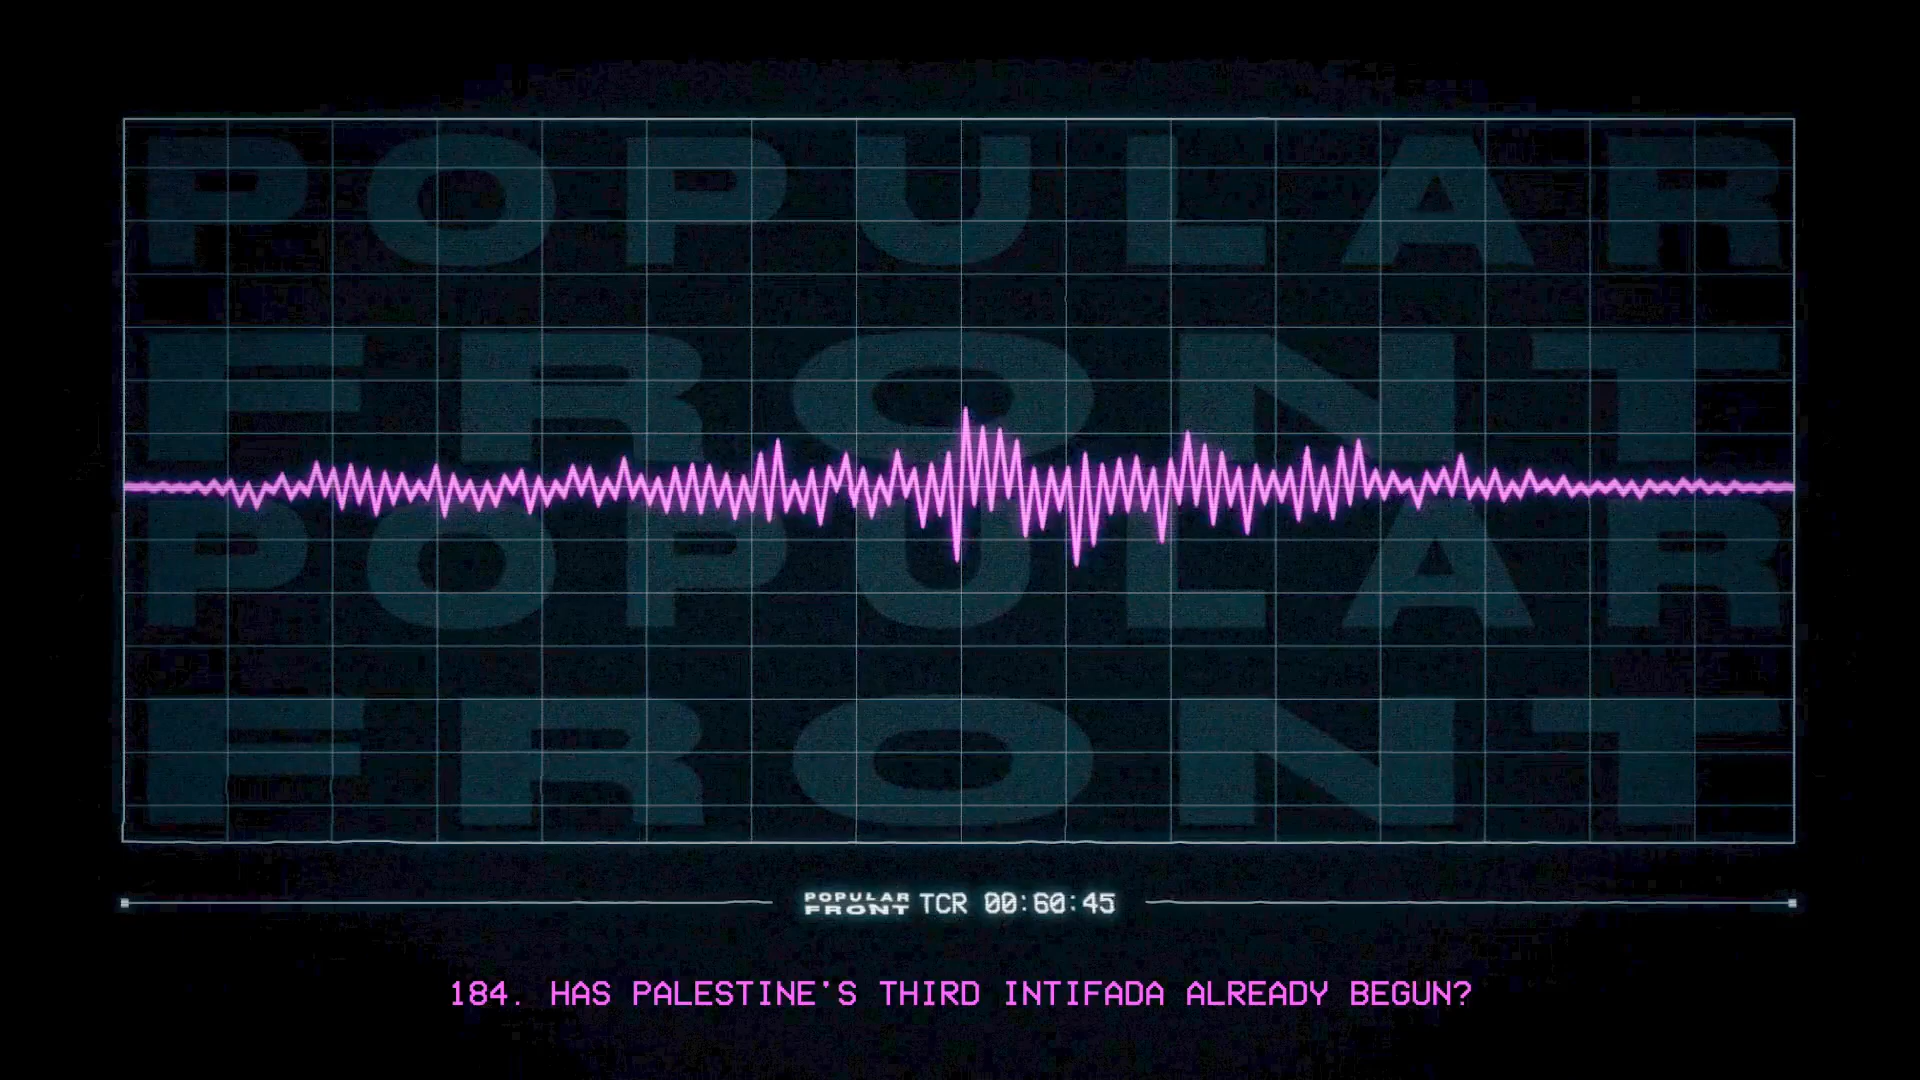 POPULAR
FRONT
POPULAR
FRONT
POPULAR FRONT TCR 00:60:45
184. HAS PALESTINE'S THIRD INTIFADA ALREADY BEGUN?